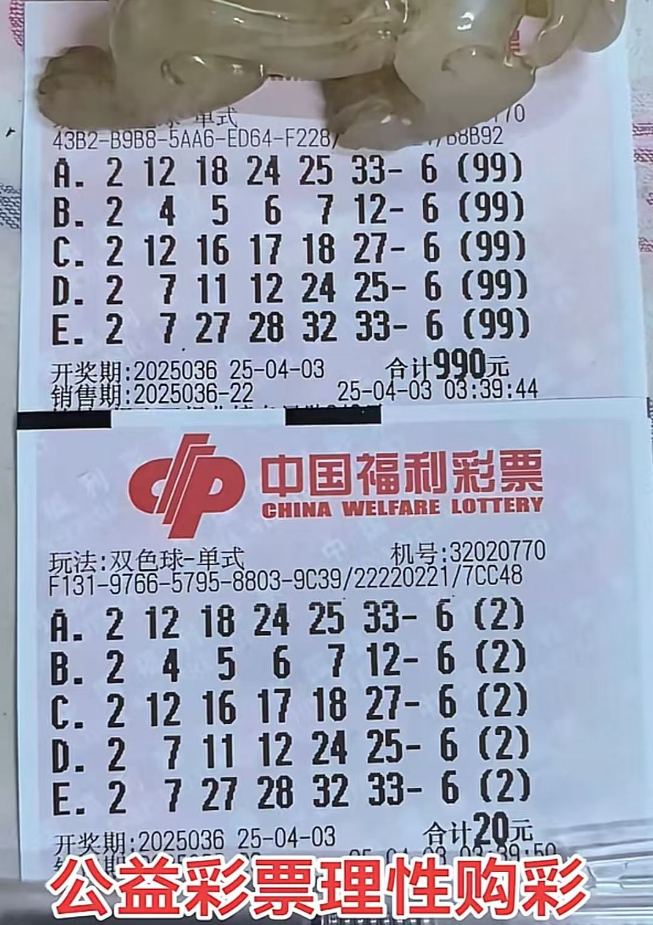 单式
43B2-B9B8-5AA6-ED64-F228/
A. 2 12 18 24 25 33- 6 (99)
B. 2 4 5 6 7 12- 6 (99)
C. 2 12 16 17 18 27- 6 (99)
D. 2 7 11 12 24 25- 6 (99)
E. 2 7 27 28 32 33- 6 (99)
开奖期:2025036 25-04-03 合计990元
销售期:2025036-22 25-04-03 03:39:44
中国福利彩票
CHINA WELFARE LOTTERY
玩法:双色球-单式 机号:32020770
F131-9766-5795-8803-9C39/22220221/7CC48
A. 2 12 18 24 25 33- 6 (2)
B. 2 4 5 6 7 12- 6 (2)
C. 2 12 16 17 18 27- 6 (2)
D. 2 7 11 12 24 25- 6 (2)
E. 2 7 27 28 32 33- 6 (2)
开奖期:2025036 25-04-03 合计20元
公益彩票理性购彩